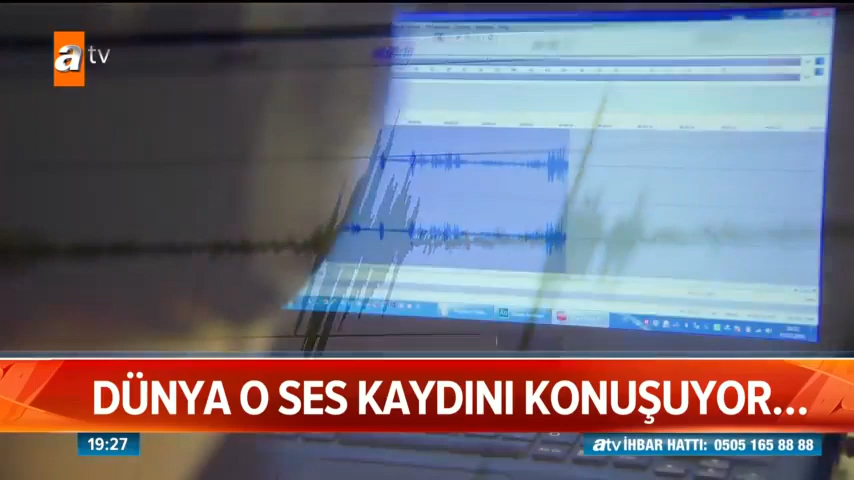 atv
DÜNYA O SES KAYDINI KONUŞUYOR...
19:27
atv İHBAR HATTI: 0505 165 88 88